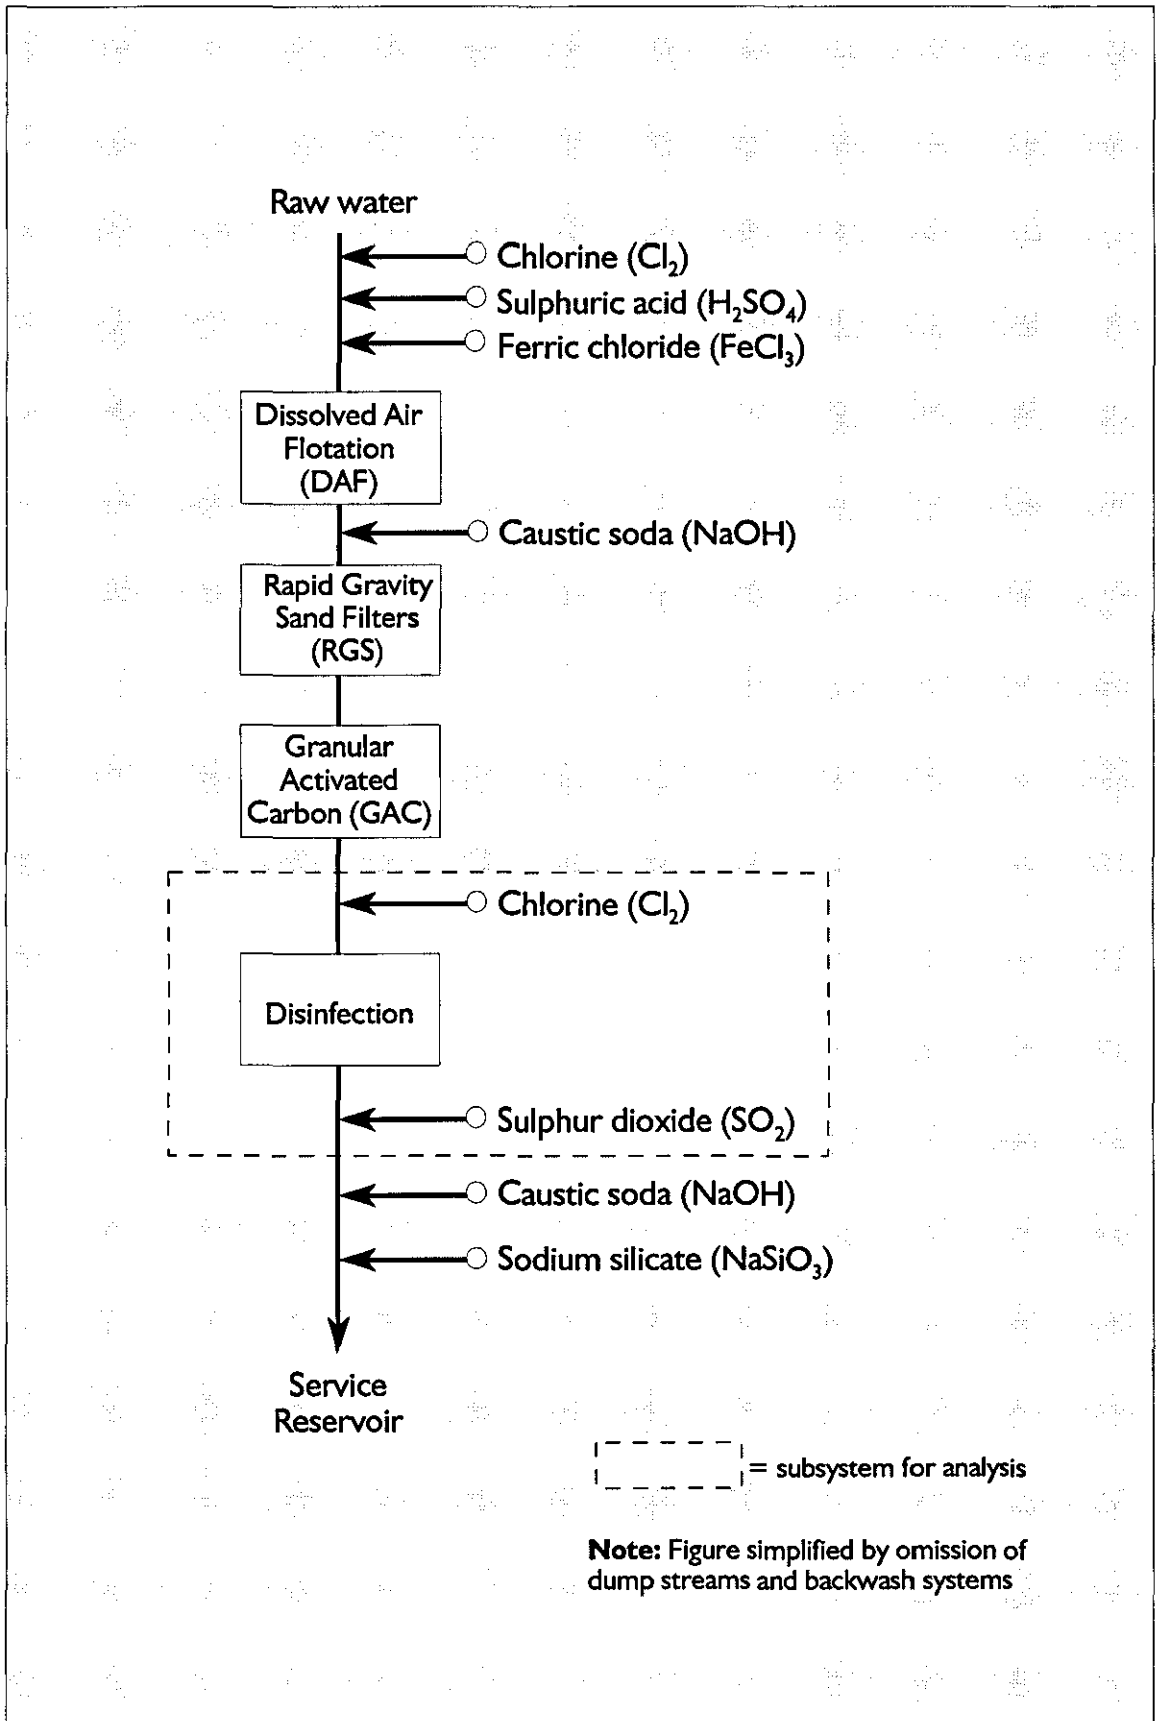 Raw water
Chlorine (Cl₂)
Sulphuric acid (H₂SO₄)
Ferric chloride (FeCl₃)
Dissolved Air
Flotation
(DAF)
Caustic soda (NaOH)
Rapid Gravity
Sand Filters
(RGS)
Granular
Activated
Carbon (GAC)
Chlorine (Cl₂)
Disinfection
Sulphur dioxide (SO₂)
Caustic soda (NaOH)
Sodium silicate (NaSiO₃)
Service
Reservoir
= subsystem for analysis
Note: Figure simplified by omission of
dump streams and backwash systems